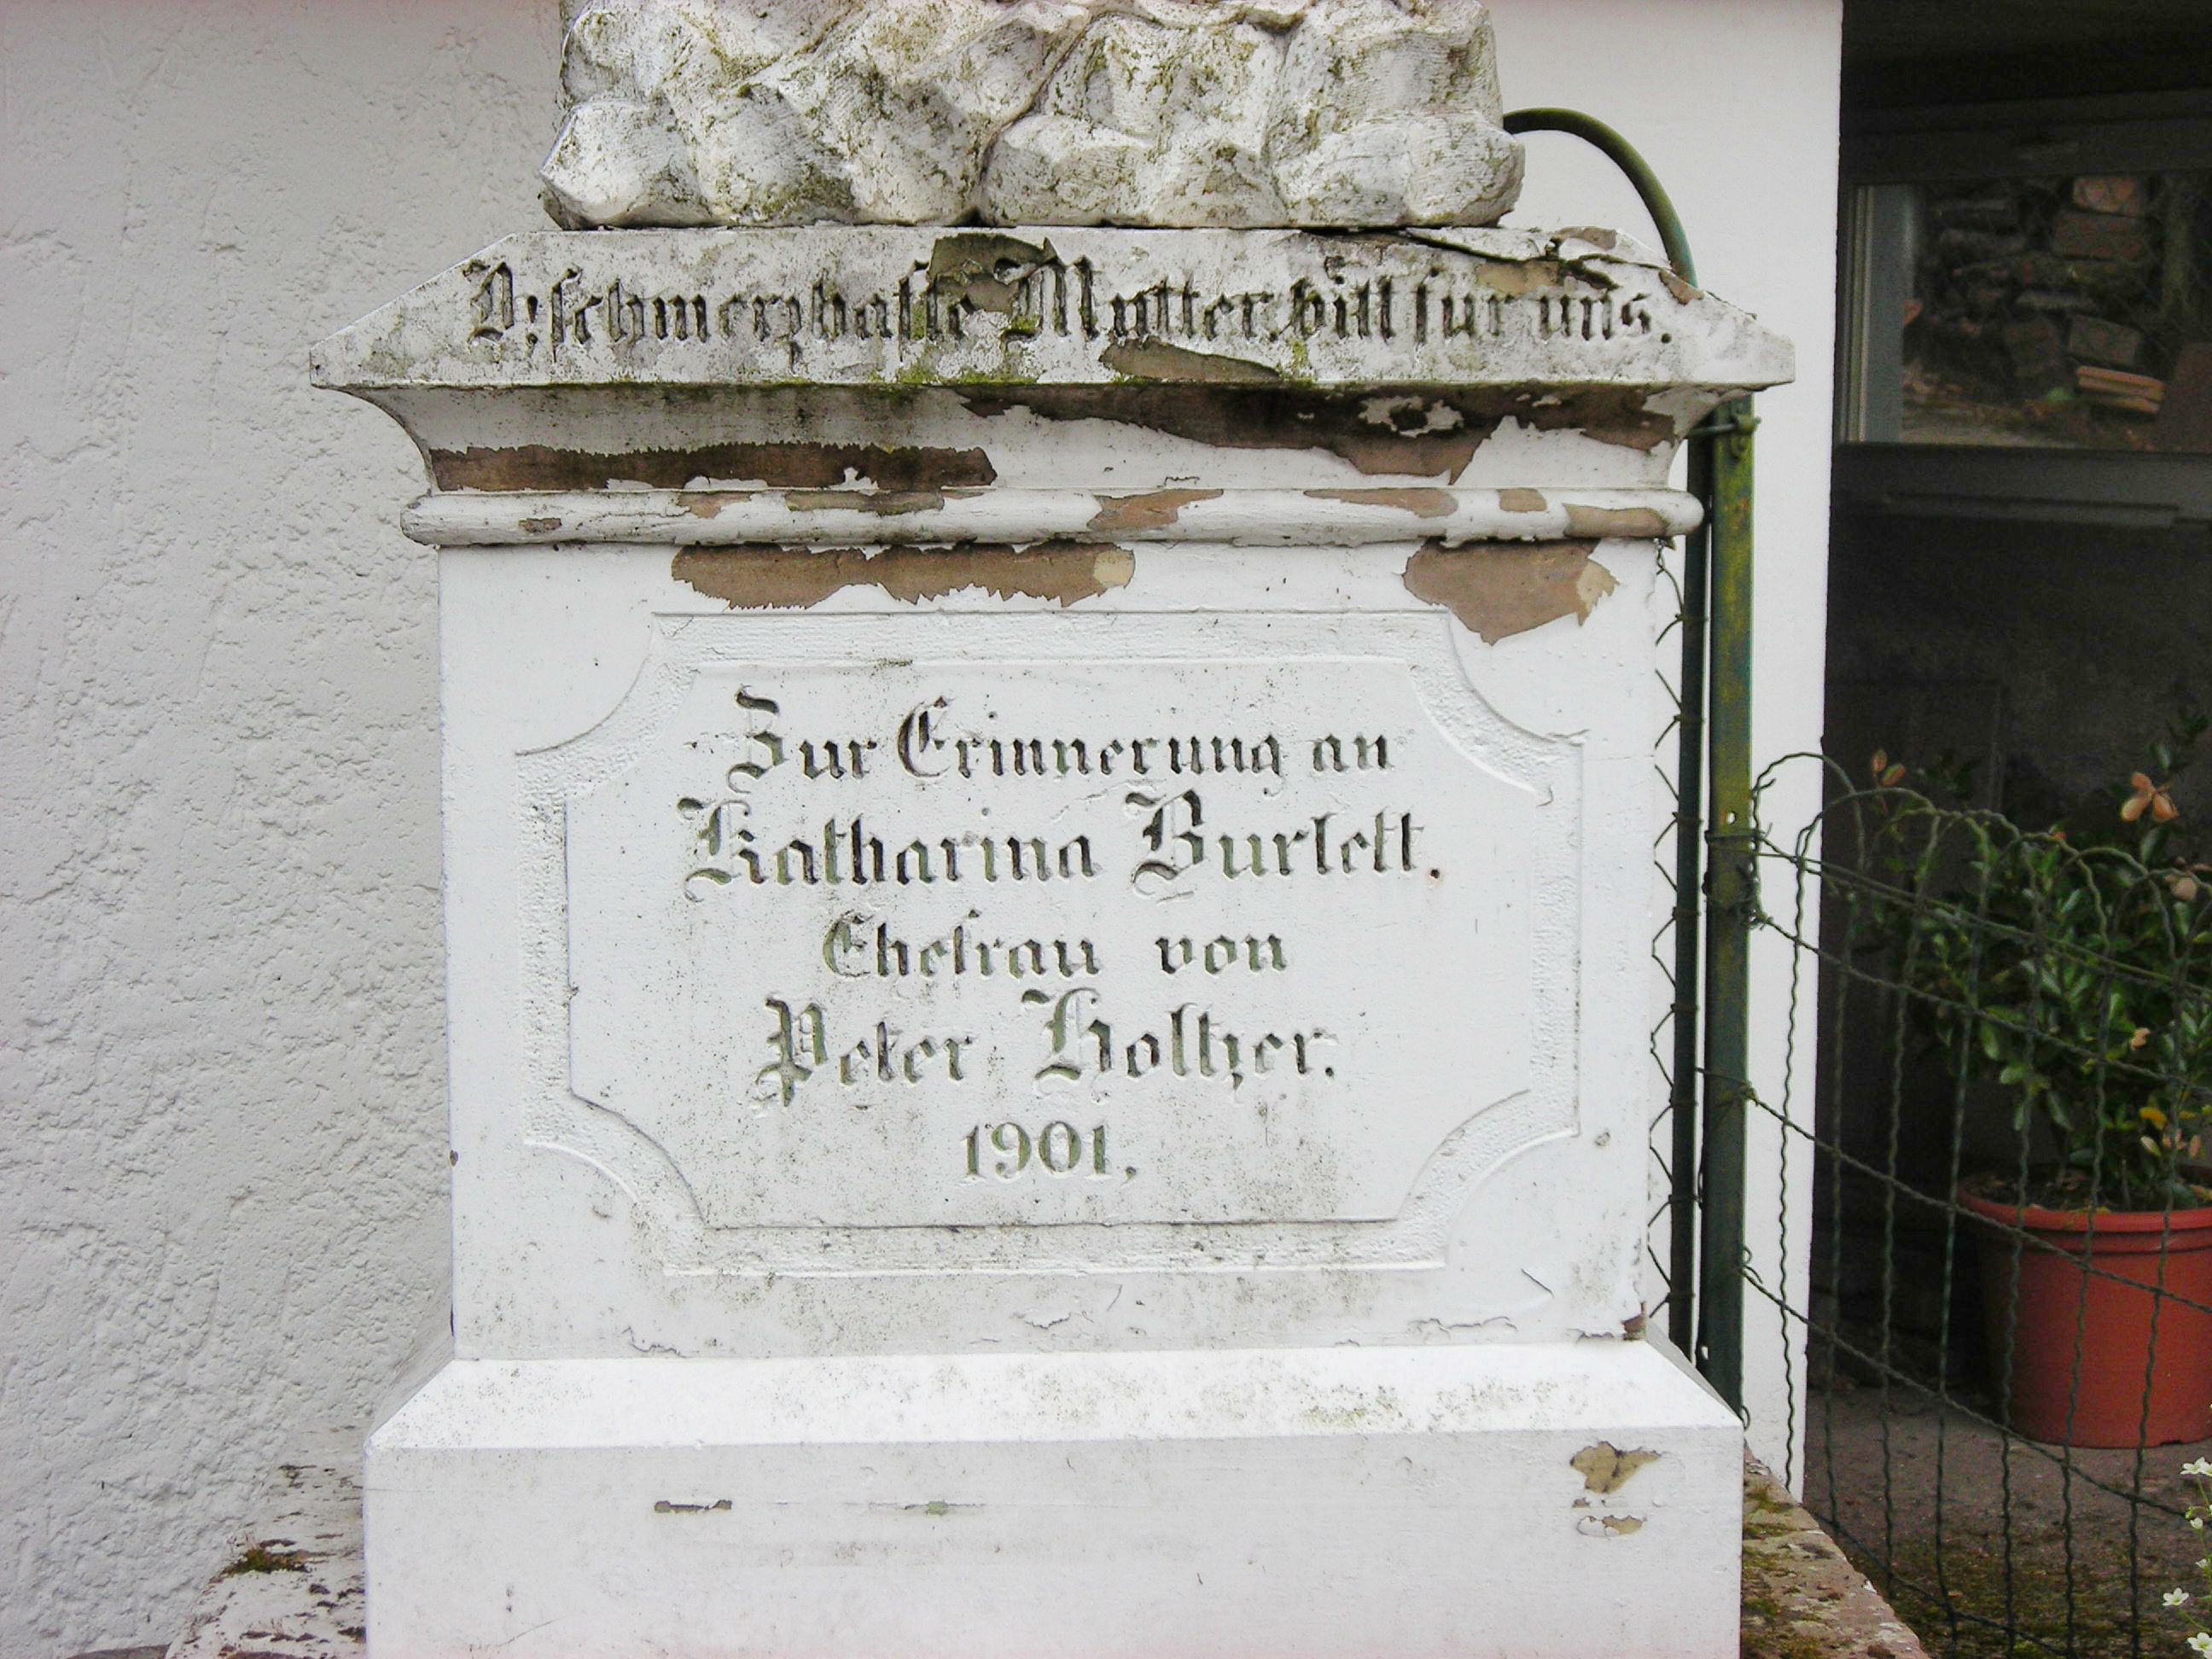 O! schmerzhafte Mutter bitt für uns.
Zur Erinnerung an
Katharina Burlett.
Ehefrau von
Peter Holtzer.
1901.